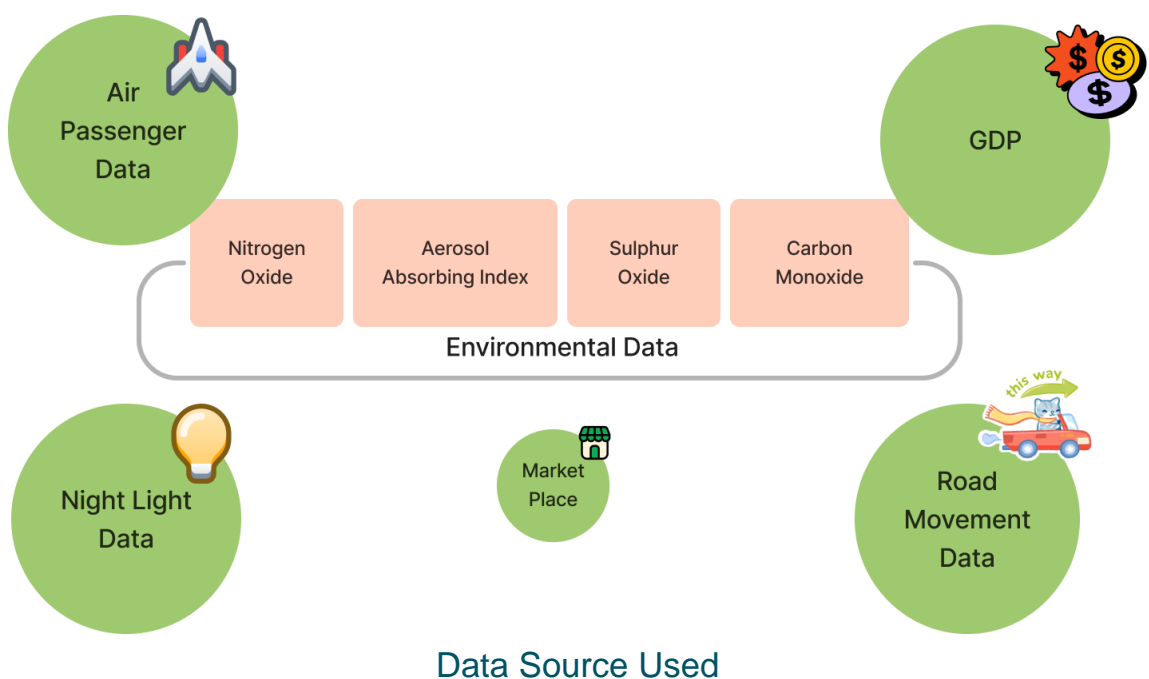 Air
Passenger
Data
$
$
$
GDP
Nitrogen
Oxide
Aerosol
Absorbing Index
Sulphur
Oxide
Carbon
Monoxide
Environmental Data
Night Light
Data
Market
Place
this way
Road
Movement
Data
Data Source Used